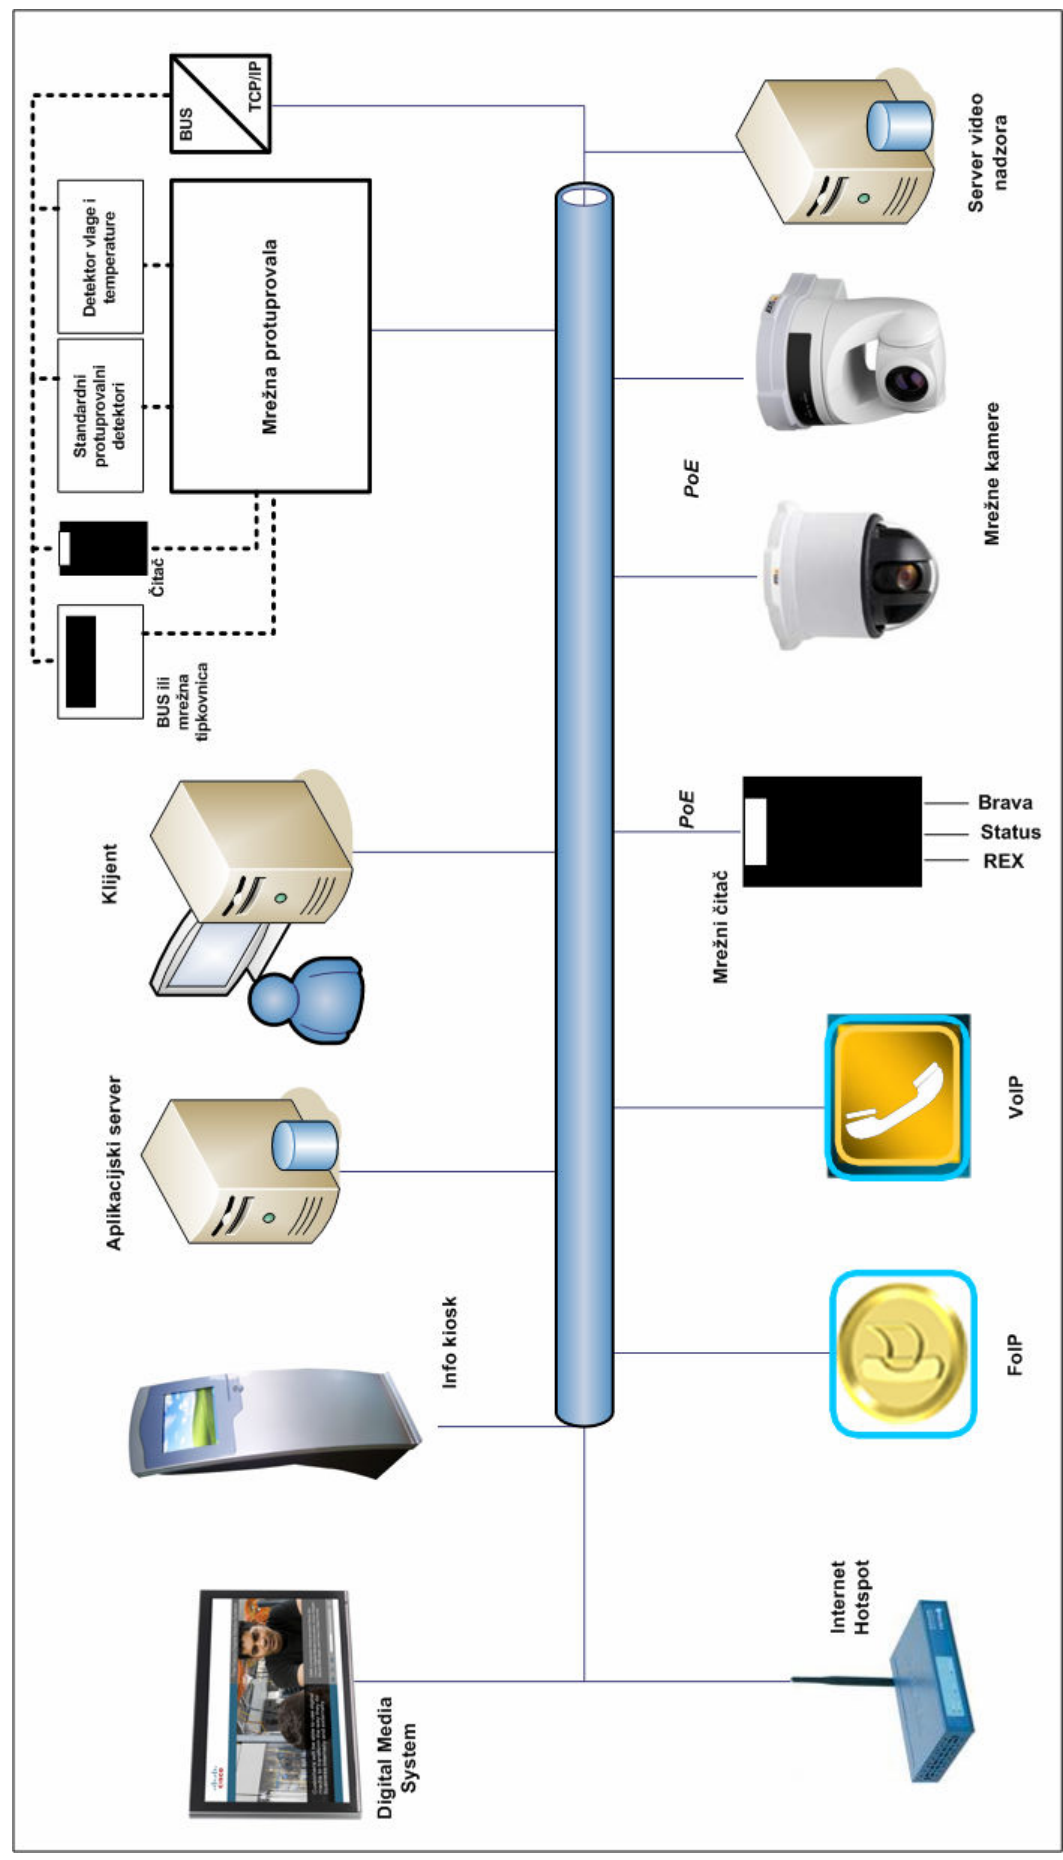 Digital Media
System
Info kiosk
Aplikacijski server
Klijent
BUS ili
mrežna
tipkovnica
Čitač
Standardni
protuprovalni
detektori
Detektor vlage i
temperature
Mrežna protuprovala
BUS
TCP/IP
Internet
Hotspot
FoIP
VoIP
Mrežni čitač
PoE
Brava
Status
REX
PoE
Mrežne kamere
Server video
nadzora
CISCO
AXIS